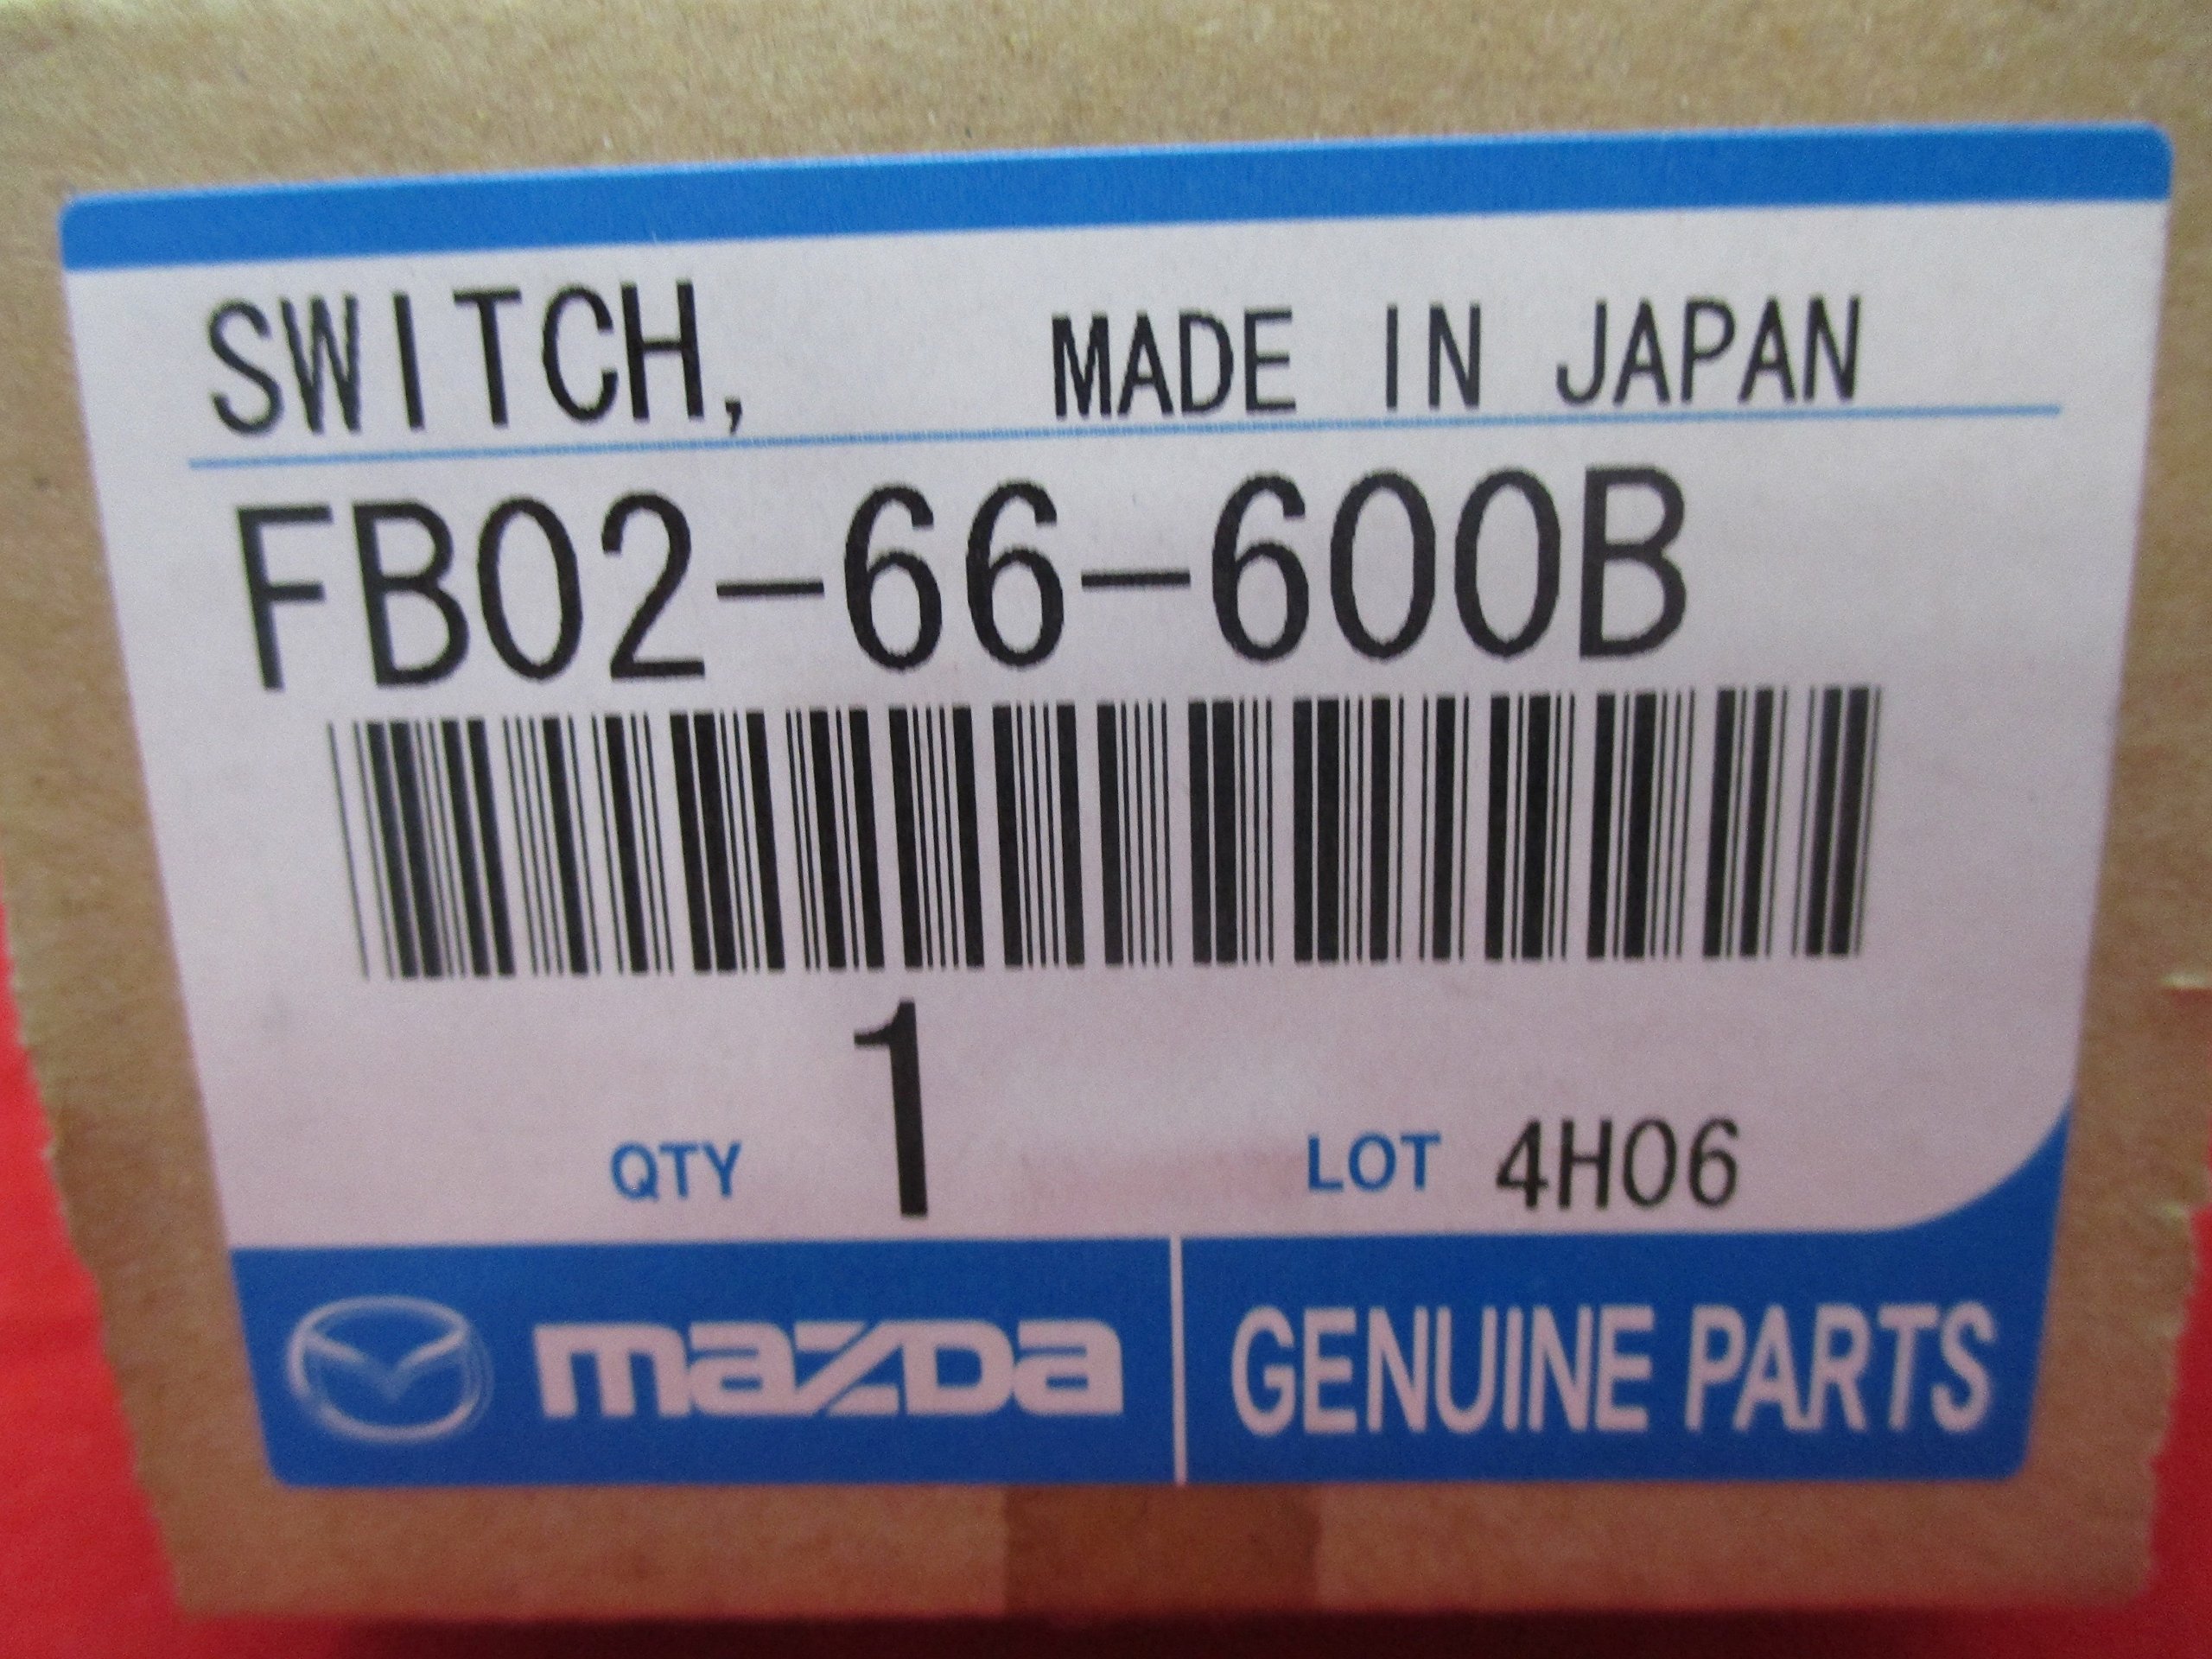 SWITCH, MADE IN JAPAN
FB02-66-600B
QTY 1 LOT 4H06
mazda GENUINE PARTS